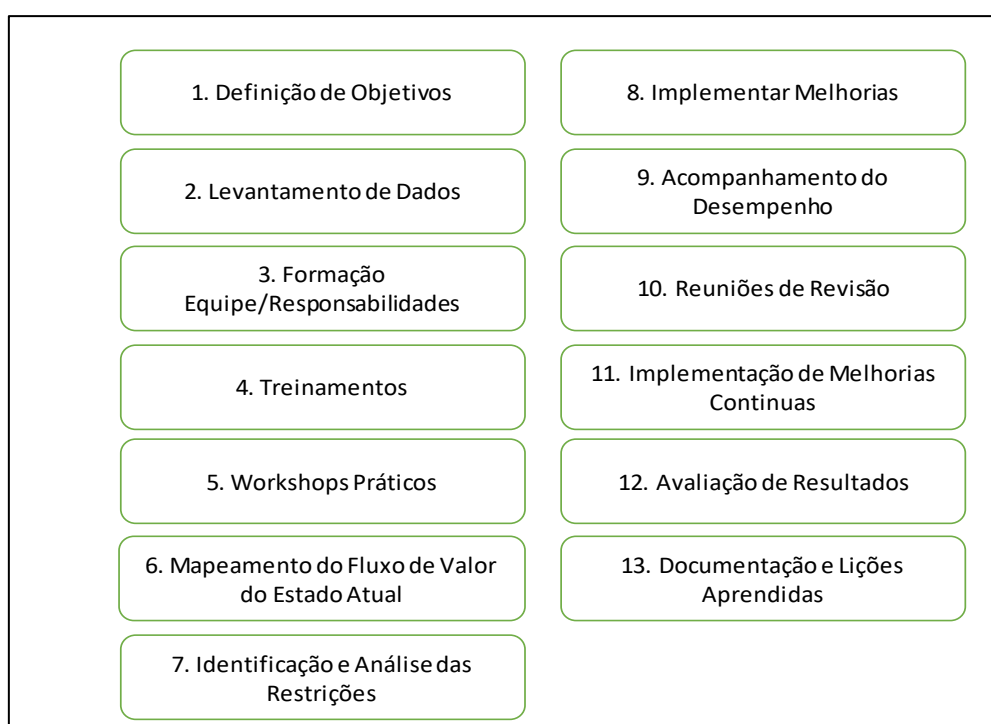 1. Definição de Objetivos
2. Levantamento de Dados
3. Formação
Equipe/Responsabilidades
4. Treinamentos
5. Workshops Práticos
6. Mapeamento do Fluxo de Valor
do Estado Atual
7. Identificação e Análise das
Restrições
8. Implementar Melhorias
9. Acompanhamento do
Desempenho
10. Reuniões de Revisão
11. Implementação de Melhorias
Continuas
12. Avaliação de Resultados
13. Documentação e Lições
Aprendidas